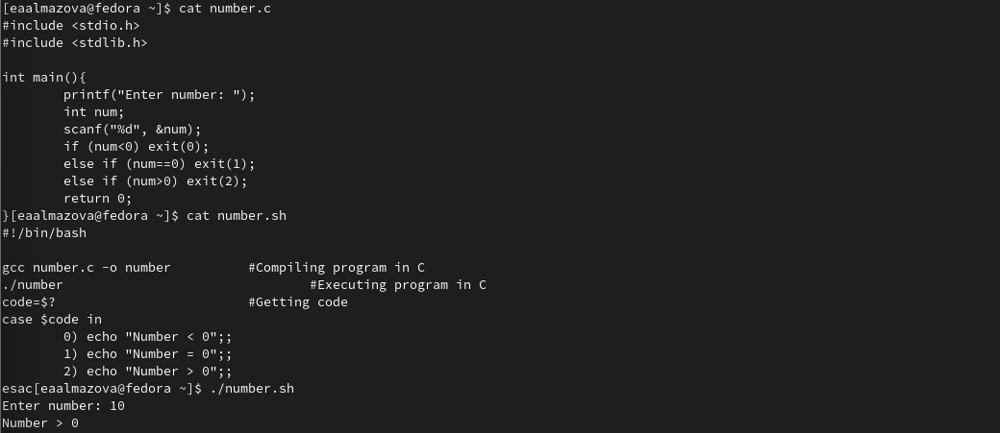 [eaalmazova@fedora ~]$ cat number.c
#include <stdio.h>
#include <stdlib.h>

int main(){
        printf("Enter number: ");
        int num;
        scanf("%d", &num);
        if (num<0) exit(0);
        else if (num==0) exit(1);
        else if (num>0) exit(2);
        return 0;
}[eaalmazova@fedora ~]$ cat number.sh
#!/bin/bash

gcc number.c -o number          #Compiling program in C
./number                                #Executing program in C
code=$?                         #Getting code
case $code in
        0) echo "Number < 0";;
        1) echo "Number = 0";;
        2) echo "Number > 0";;
esac[eaalmazova@fedora ~]$ ./number.sh
Enter number: 10
Number > 0